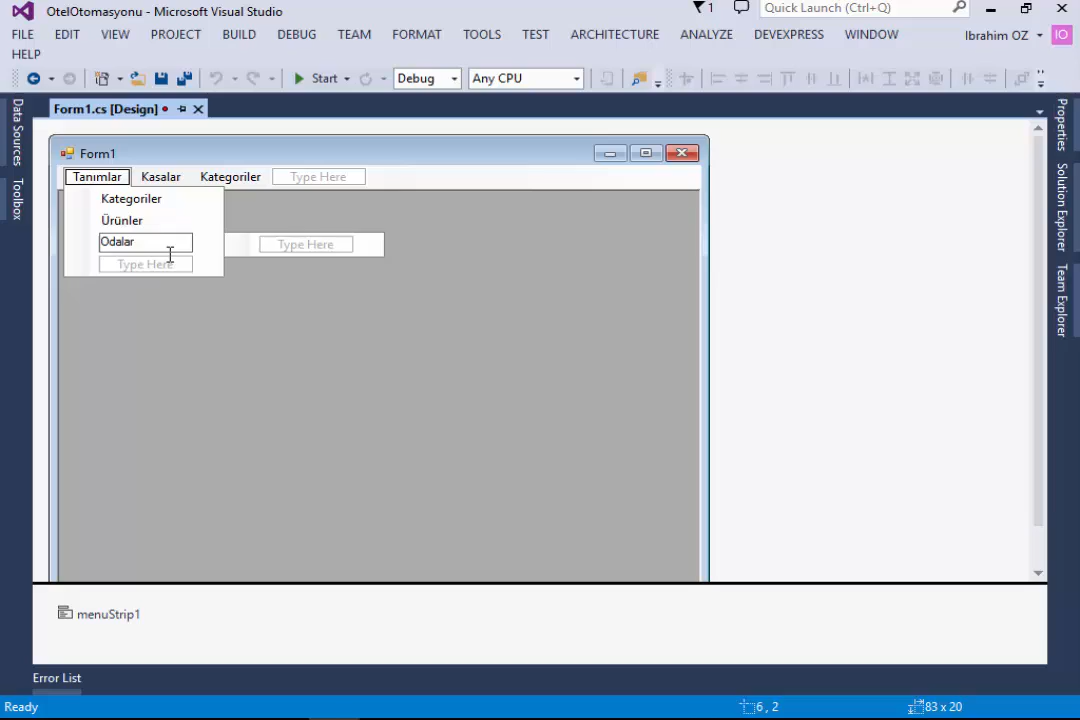 OtelOtomasyonu - Microsoft Visual Studio
1
Quick Launch (Ctrl+Q)
FILE EDIT VIEW PROJECT BUILD DEBUG TEAM FORMAT TOOLS TEST ARCHITECTURE ANALYZE DEVEXPRESS WINDOW
Ibrahim OZ
IO
HELP
Start
Debug
Any CPU
Form1.cs [Design]
Data Sources
Toolbox
Properties
Solution Explorer
Team Explorer
Form1
Tanımlar Kasalar Kategoriler Type Here
Kategoriler
Ürünler
Odalar
Type Here
Type Here
menuStrip1
Error List
Ready
6 , 2
83 x 20